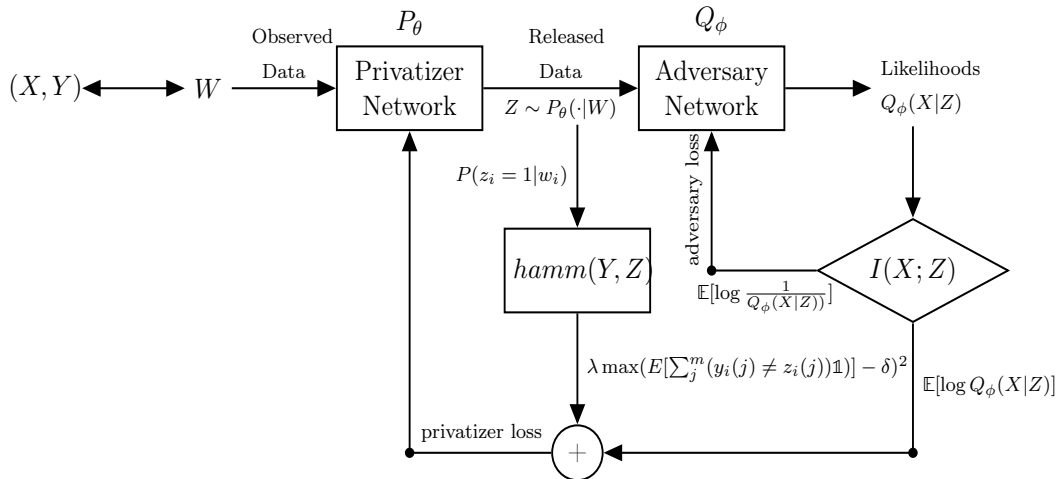 P_θ
Q_ϕ
Observed
Data
Released
Data
(X, Y)
W
Privatizer
Network
Adversary
Network
Likelihoods
Q_ϕ(X|Z)
Z ∼ P_θ(·|W)
P(z_i = 1|w_i)
adversary loss
hamm(Y, Z)
I(X; Z)
𝔼[log 1/Q_ϕ(X|Z))]
λ max(E[∑_j^m(y_i(j) ≠ z_i(j))𝟙)] − δ)^2
𝔼[log Q_ϕ(X|Z)]
privatizer loss
+